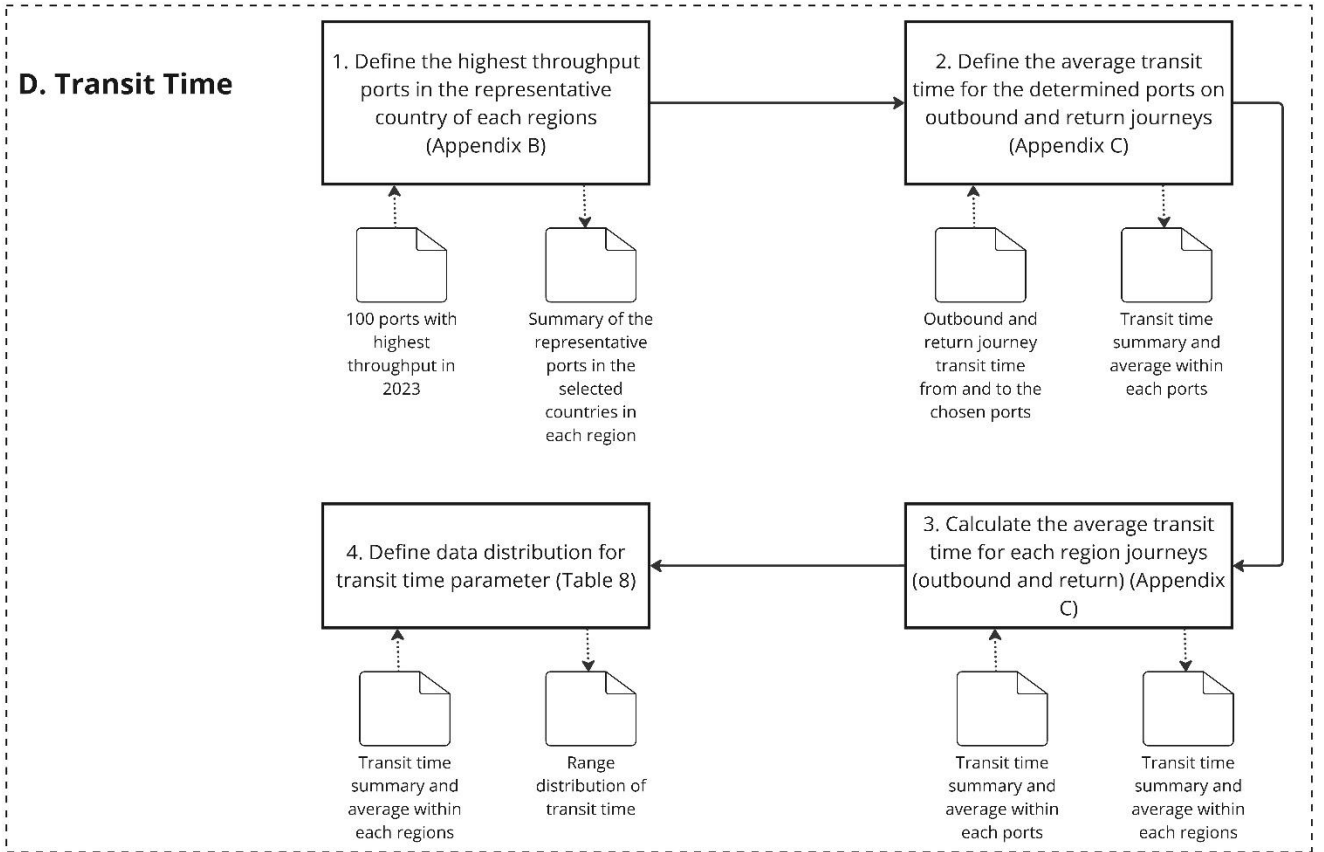 D. Transit Time
1. Define the highest throughput
ports in the representative
country of each regions
(Appendix B)
2. Define the average transit
time for the determined ports on
outbound and return journeys
(Appendix C)
100 ports with
highest
throughput in
2023
Summary of the
representative
ports in the
selected
countries in
each region
Outbound and
return journey
transit time
from and to the
chosen ports
Transit time
summary and
average within
each ports
4. Define data distribution for
transit time parameter (Table 8)
3. Calculate the average transit
time for each region journeys
(outbound and return) (Appendix
C)
Transit time
summary and
average within
each regions
Range
distribution of
transit time
Transit time
summary and
average within
each ports
Transit time
summary and
average within
each regions